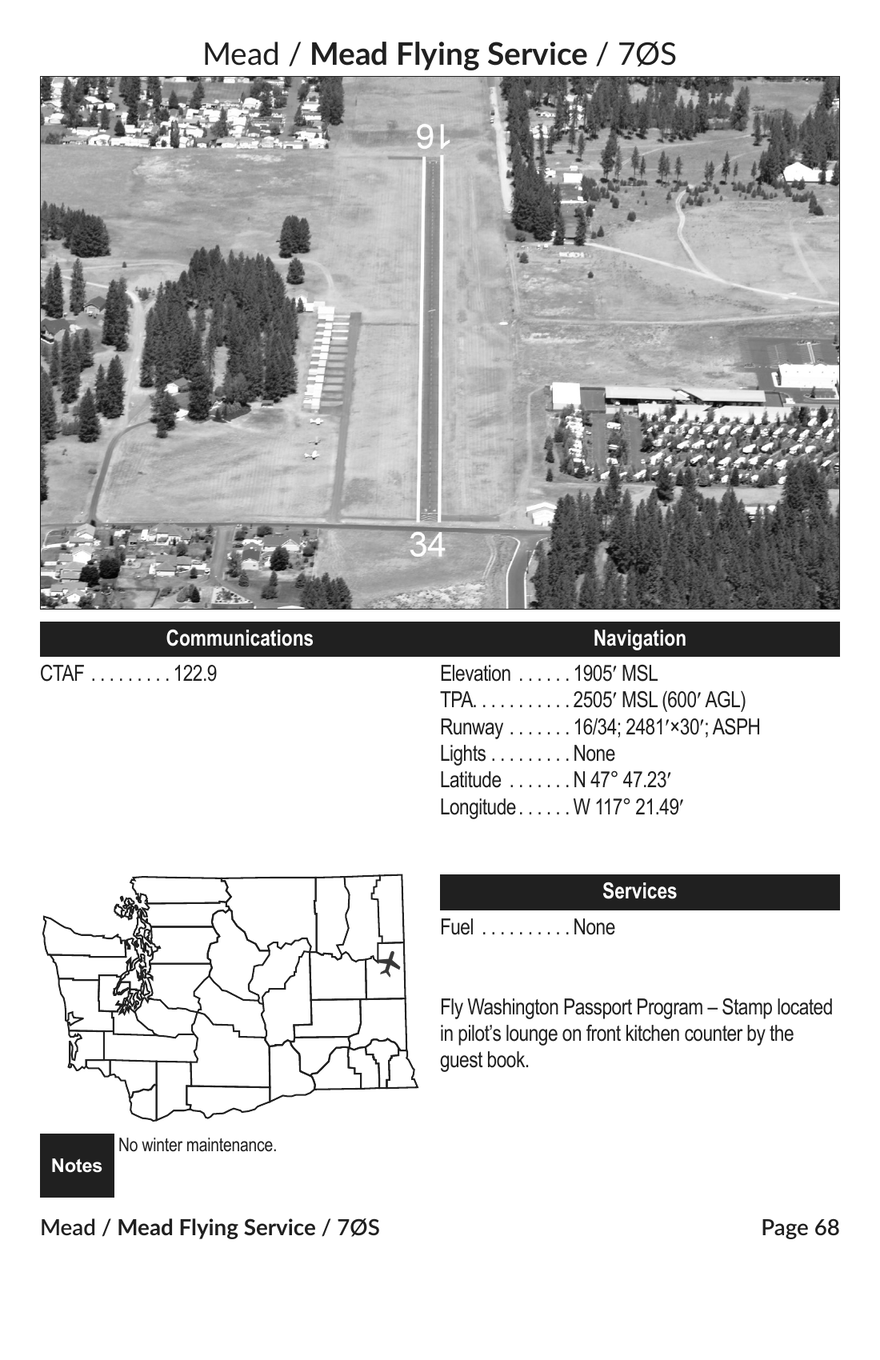 Mead / Mead Flying Service / 7ØS
16
34
Communications
CTAF . . . . . . . . . 122.9
Navigation
Elevation . . . . . . 1905′ MSL
TPA. . . . . . . . . . . 2505′ MSL (600′ AGL)
Runway . . . . . . . 16/34; 2481′×30′; ASPH
Lights . . . . . . . . . None
Latitude . . . . . . . N 47° 47.23′
Longitude . . . . . . W 117° 21.49′
Services
Fuel . . . . . . . . . . None
Fly Washington Passport Program – Stamp located
in pilot’s lounge on front kitchen counter by the
guest book.
Notes
No winter maintenance.
Mead / Mead Flying Service / 7ØS
Page 68